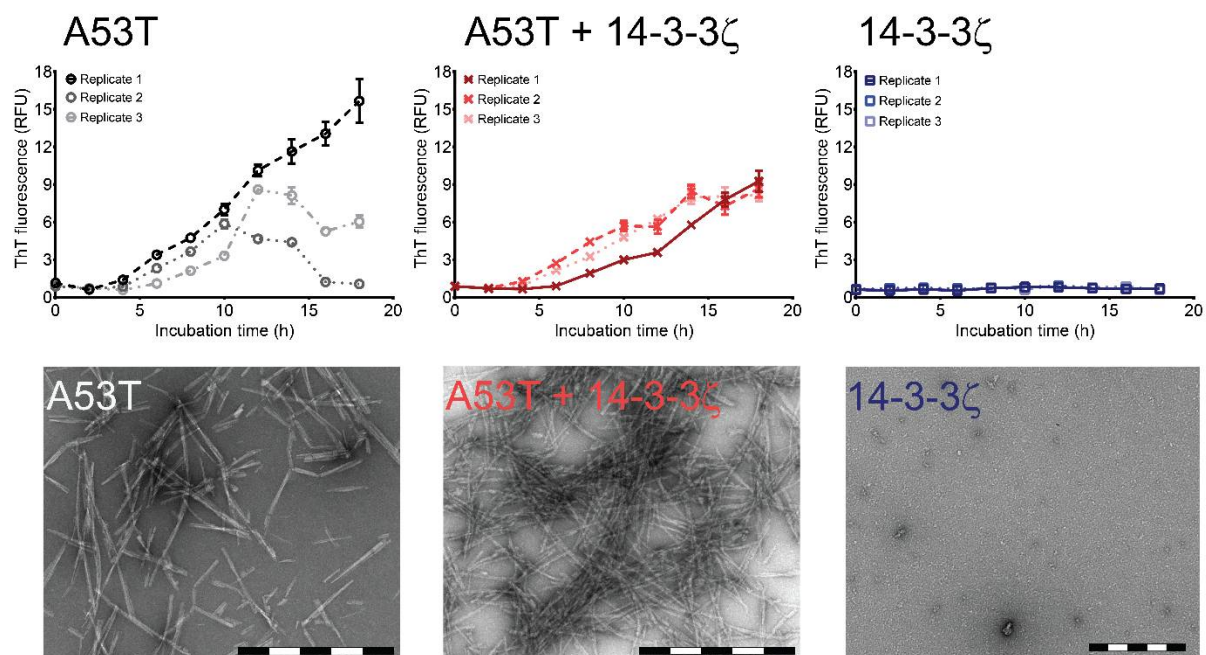 A53T
A53T + 14-3-3ζ
14-3-3ζ
ThT fluorescence (RFU)
18
15
12
9
6
3
0
Replicate 1
Replicate 2
Replicate 3
0
5
10
15
20
Incubation time (h)
ThT fluorescence (RFU)
18
15
12
9
6
3
0
Replicate 1
Replicate 2
Replicate 3
0
5
10
15
20
Incubation time (h)
ThT fluorescence (RFU)
18
15
12
9
6
3
0
Replicate 1
Replicate 2
Replicate 3
0
5
10
15
20
Incubation time (h)
A53T
A53T + 14-3-3ζ
14-3-3ζ